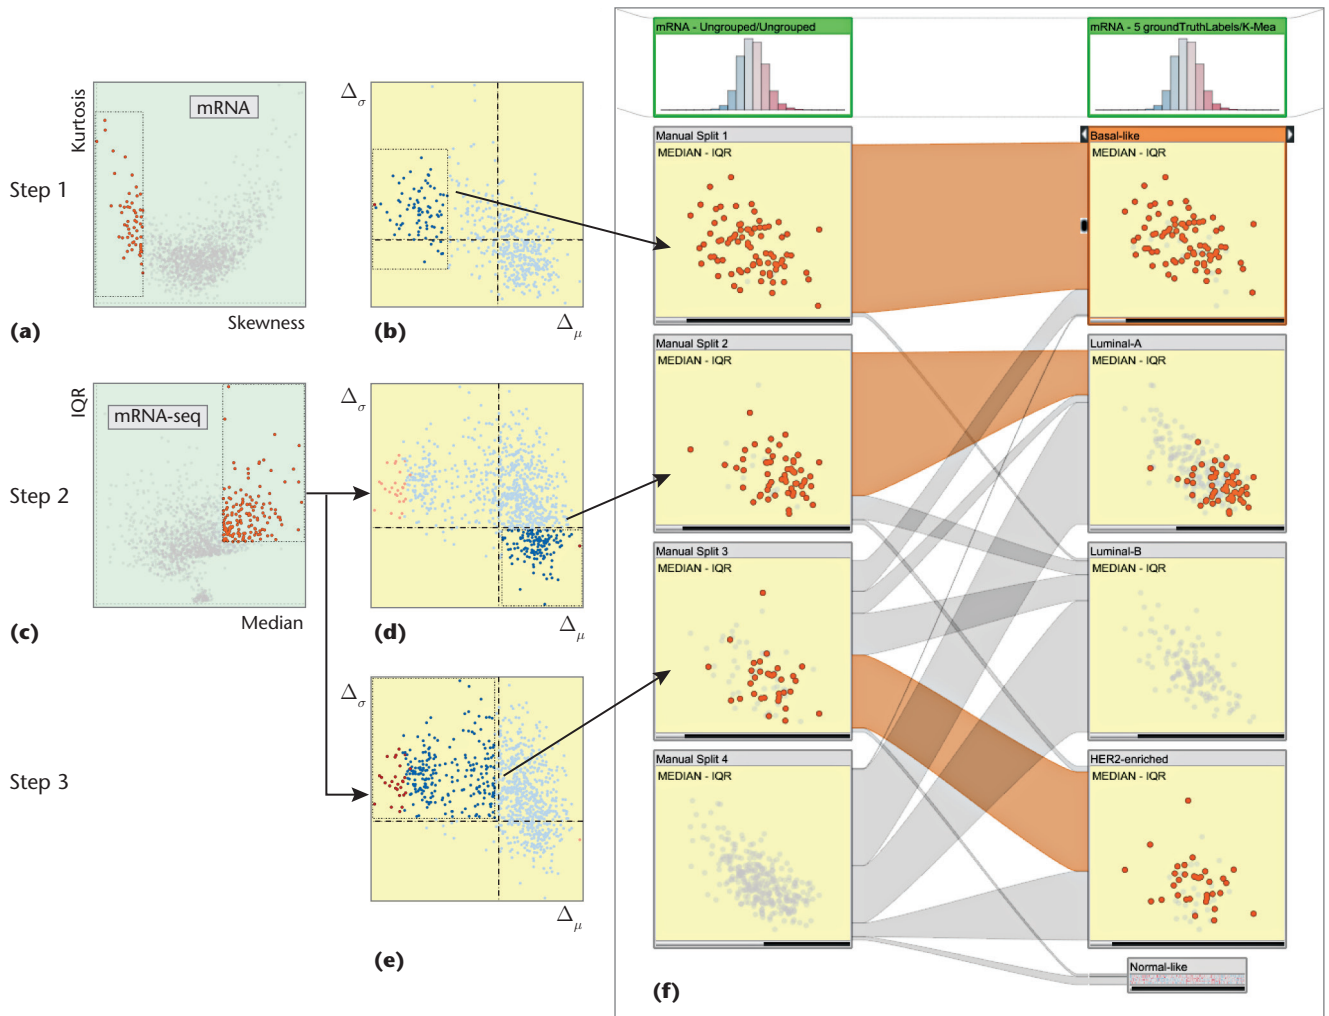 mRNA - Ungrouped/Ungrouped
mRNA - 5 groundTruthLabels/K-Mea
Step 1
Kurtosis
mRNA
Skewness
(a)
Δσ
Δμ
(b)
Manual Split 1
MEDIAN - IQR
Basal-like
MEDIAN - IQR
Step 2
IQR
mRNA-seq
Median
(c)
Δσ
Δμ
(d)
Manual Split 2
MEDIAN - IQR
Luminal-A
MEDIAN - IQR
Manual Split 3
MEDIAN - IQR
Luminal-B
MEDIAN - IQR
Step 3
Δσ
Δμ
(e)
Manual Split 4
MEDIAN - IQR
HER2-enriched
MEDIAN - IQR
Normal-like
(f)